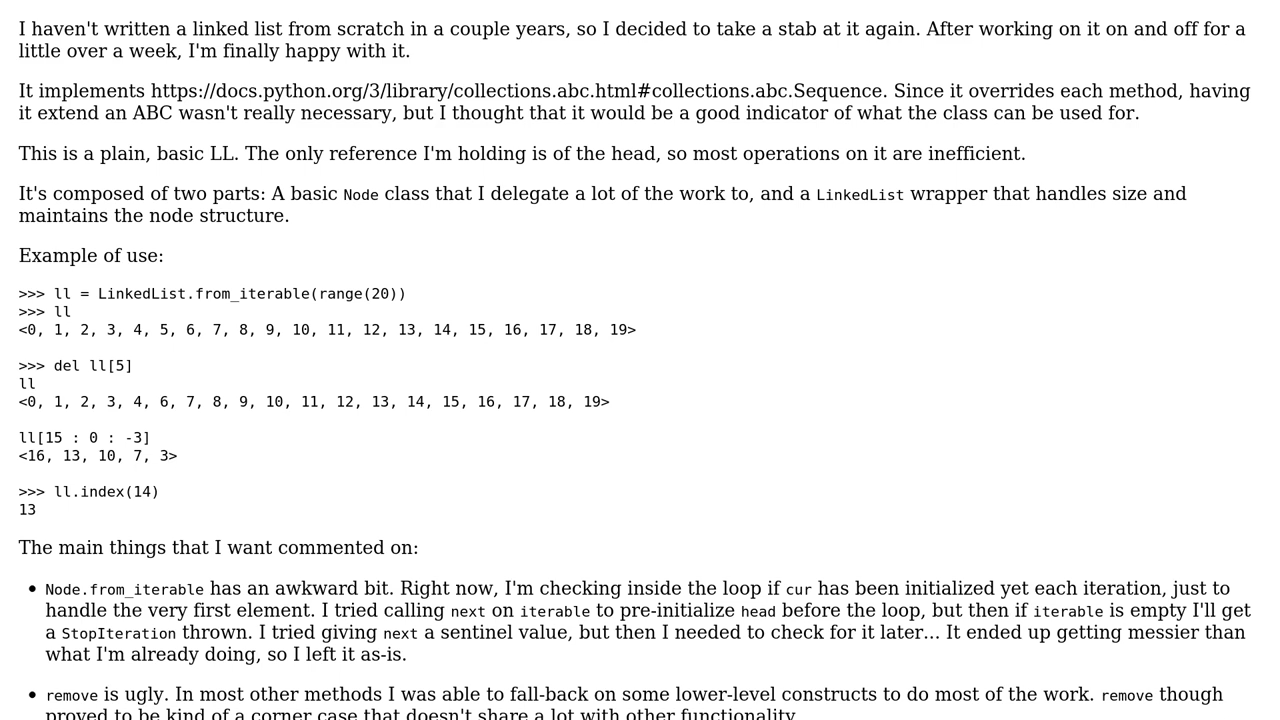 I haven't written a linked list from scratch in a couple years, so I decided to take a stab at it again. After working on it on and off for a
little over a week, I'm finally happy with it.
It implements https://docs.python.org/3/library/collections.abc.html#collections.abc.Sequence. Since it overrides each method, having
it extend an ABC wasn't really necessary, but I thought that it would be a good indicator of what the class can be used for.
This is a plain, basic LL. The only reference I'm holding is of the head, so most operations on it are inefficient.
It's composed of two parts: A basic Node class that I delegate a lot of the work to, and a LinkedList wrapper that handles size and
maintains the node structure.
Example of use:
>>> ll = LinkedList.from_iterable(range(20))
>>> ll
<0, 1, 2, 3, 4, 5, 6, 7, 8, 9, 10, 11, 12, 13, 14, 15, 16, 17, 18, 19>
>>> del ll[5]
ll
<0, 1, 2, 3, 4, 6, 7, 8, 9, 10, 11, 12, 13, 14, 15, 16, 17, 18, 19>
ll[15 : 0 : -3]
<16, 13, 10, 7, 3>
>>> ll.index(14)
13
The main things that I want commented on:
• Node.from_iterable has an awkward bit. Right now, I'm checking inside the loop if cur has been initialized yet each iteration, just to
handle the very first element. I tried calling next on iterable to pre-initialize head before the loop, but then if iterable is empty I'll get
a StopIteration thrown. I tried giving next a sentinel value, but then I needed to check for it later... It ended up getting messier than
what I'm already doing, so I left it as-is.
• remove is ugly. In most other methods I was able to fall-back on some lower-level constructs to do most of the work. remove though
proved to be kind of a corner case that doesn't share a lot with other functionality.